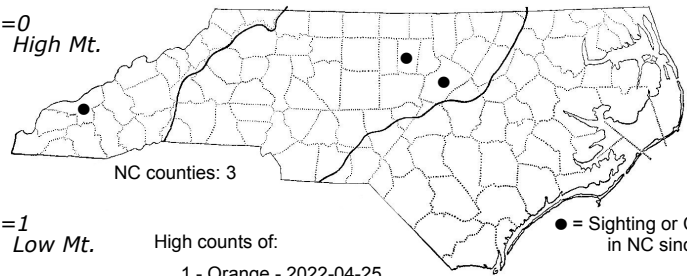 =0
High Mt.
NC counties: 3
=1
Low Mt.
High counts of:
● = Sighting or
in NC
1 - Orange - 2022-04-25